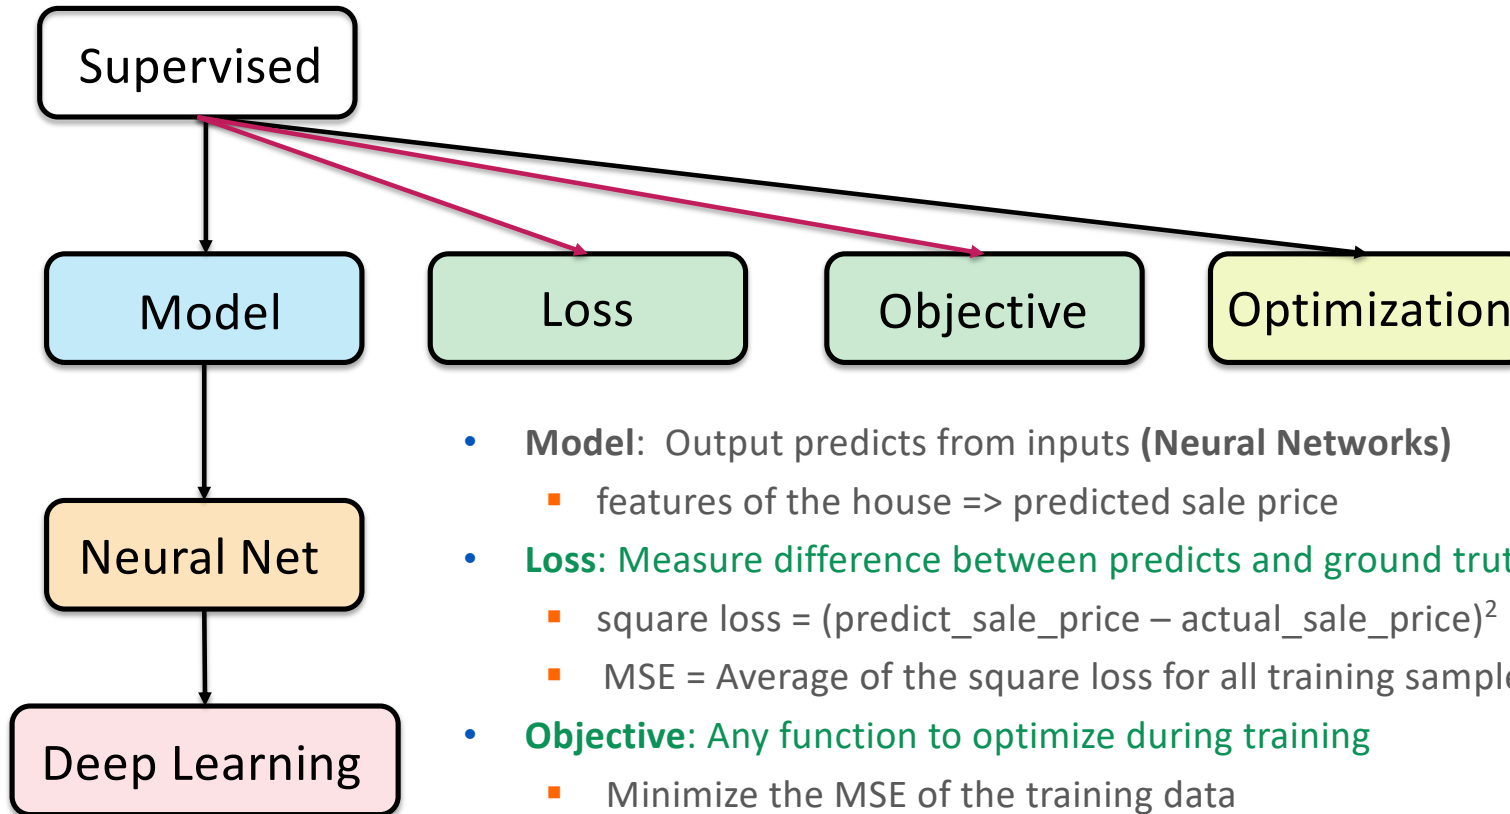 Supervised
Model
Loss
Objective
Optimization
Neural Net
Deep Learning
• Model: Output predicts from inputs (Neural Networks)
▪ features of the house => predicted sale price
• Loss: Measure difference between predicts and ground trut
▪ square loss = (predict_sale_price – actual_sale_price)²
▪ MSE = Average of the square loss for all training sample
• Objective: Any function to optimize during training
▪ Minimize the MSE of the training data